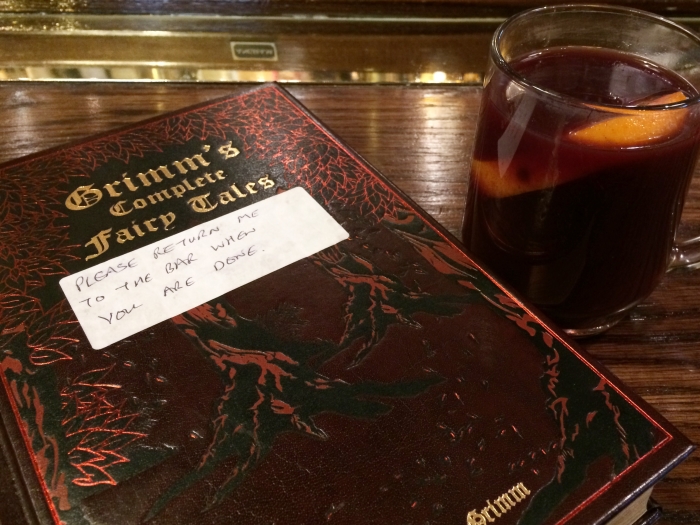 Grimm's
Complete
Fairy Tales
PLEASE RETURN ME
TO THE BAR WHEN
YOU ARE DONE.
Grimm